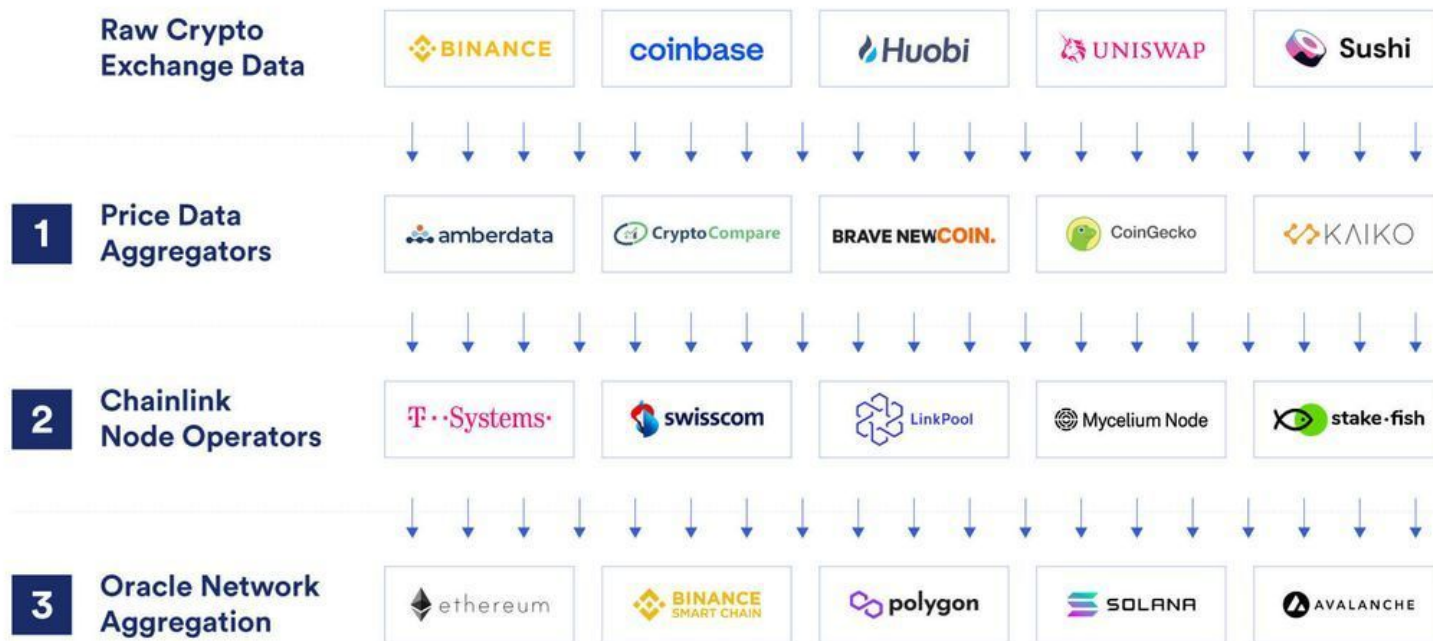 Raw Crypto
Exchange Data
BINANCE
coinbase
Huobi
UNISWAP
Sushi
1
Price Data
Aggregators
amberdata
CryptoCompare
BRAVE NEWCOIN.
CoinGecko
KAIKO
2
Chainlink
Node Operators
T··Systems·
swisscom
LinkPool
Mycelium Node
stake·fish
3
Oracle Network
Aggregation
ethereum
BINANCE
SMART CHAIN
polygon
SOLANA
AVALANCHE